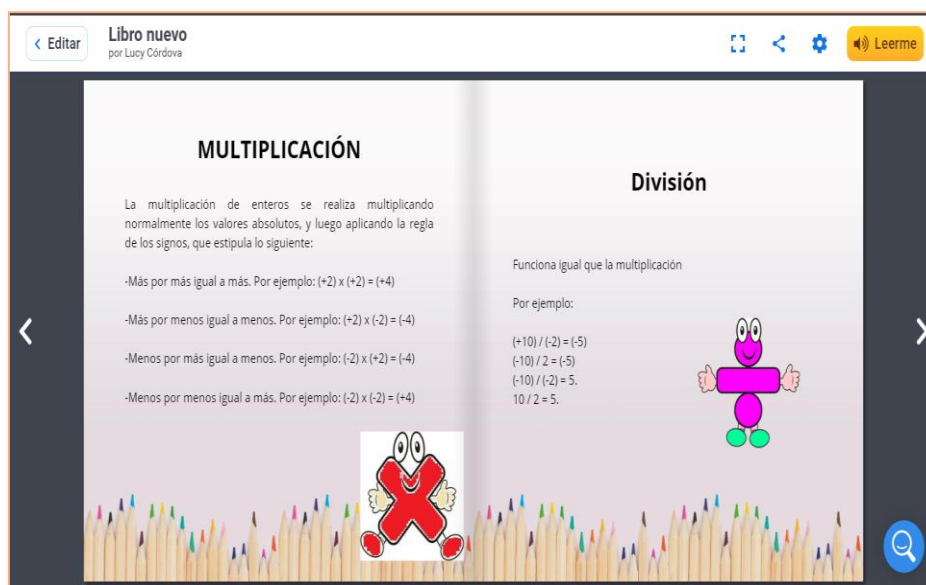 Editar
Libro nuevo
por Lucy Córdova
Leerme
MULTIPLICACIÓN
La multiplicación de enteros se realiza multiplicando
normalmente los valores absolutos, y luego aplicando la regla
de los signos, que estipula lo siguiente:
-Más por más igual a más. Por ejemplo: (+2) x (+2) = (+4)
-Más por menos igual a menos. Por ejemplo: (+2) x (-2) = (-4)
-Menos por más igual a menos. Por ejemplo: (-2) x (+2) = (-4)
-Menos por menos igual a más. Por ejemplo: (-2) x (-2) = (+4)
División
Funciona igual que la multiplicación
Por ejemplo:
(+10) / (-2) = (-5)
(-10) / 2 = (-5)
(-10) / (-2) = 5.
10 / 2 = 5.